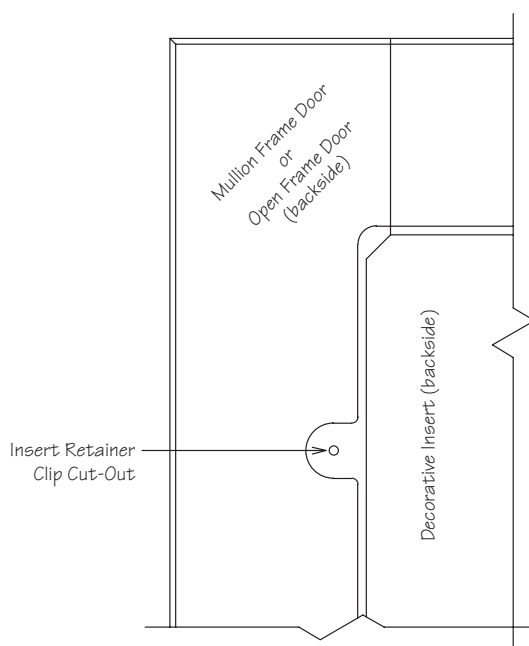 Mullion Frame Door
or
Open Frame Door
(backside)
Decorative Insert (backside)
Insert Retainer
Clip Cut-Out